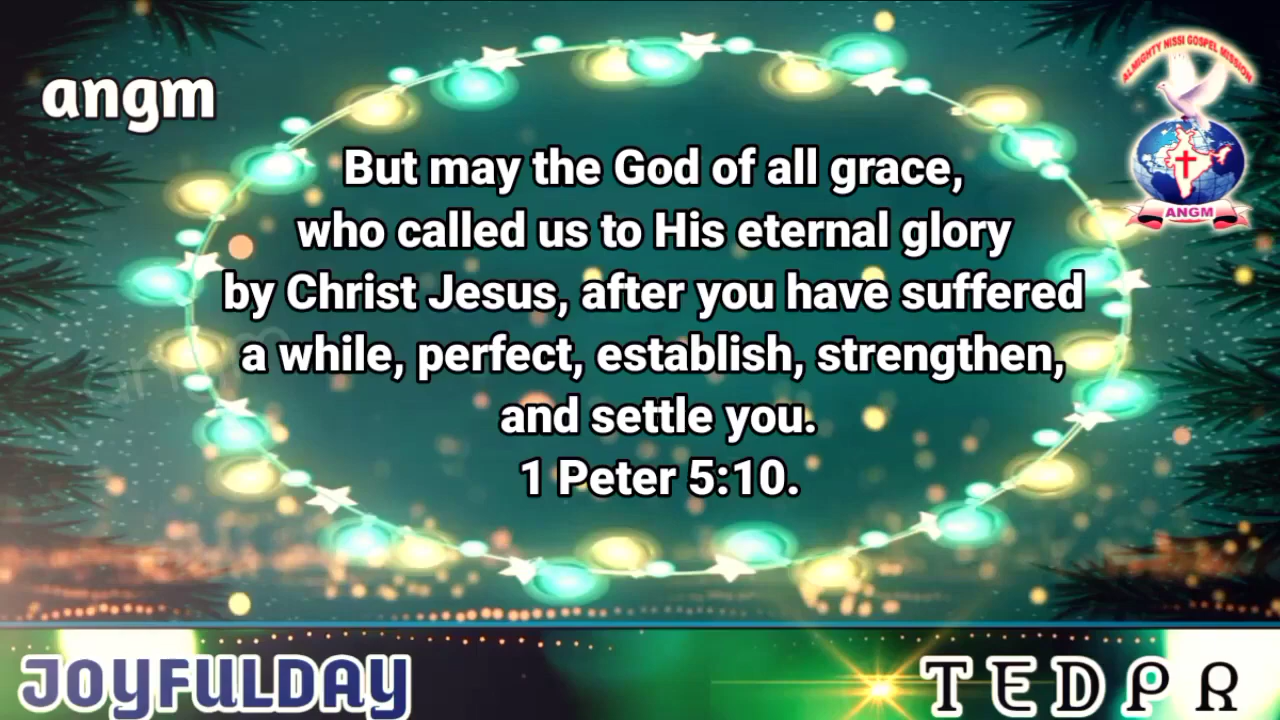 angm
ALMIGHTY NISSI GOSPEL MISSION
ANGM
But may the God of all grace,
who called us to His eternal glory
by Christ Jesus, after you have suffered
a while, perfect, establish, strengthen,
and settle you.
1 Peter 5:10.
JOYFULDAY
TEDPR